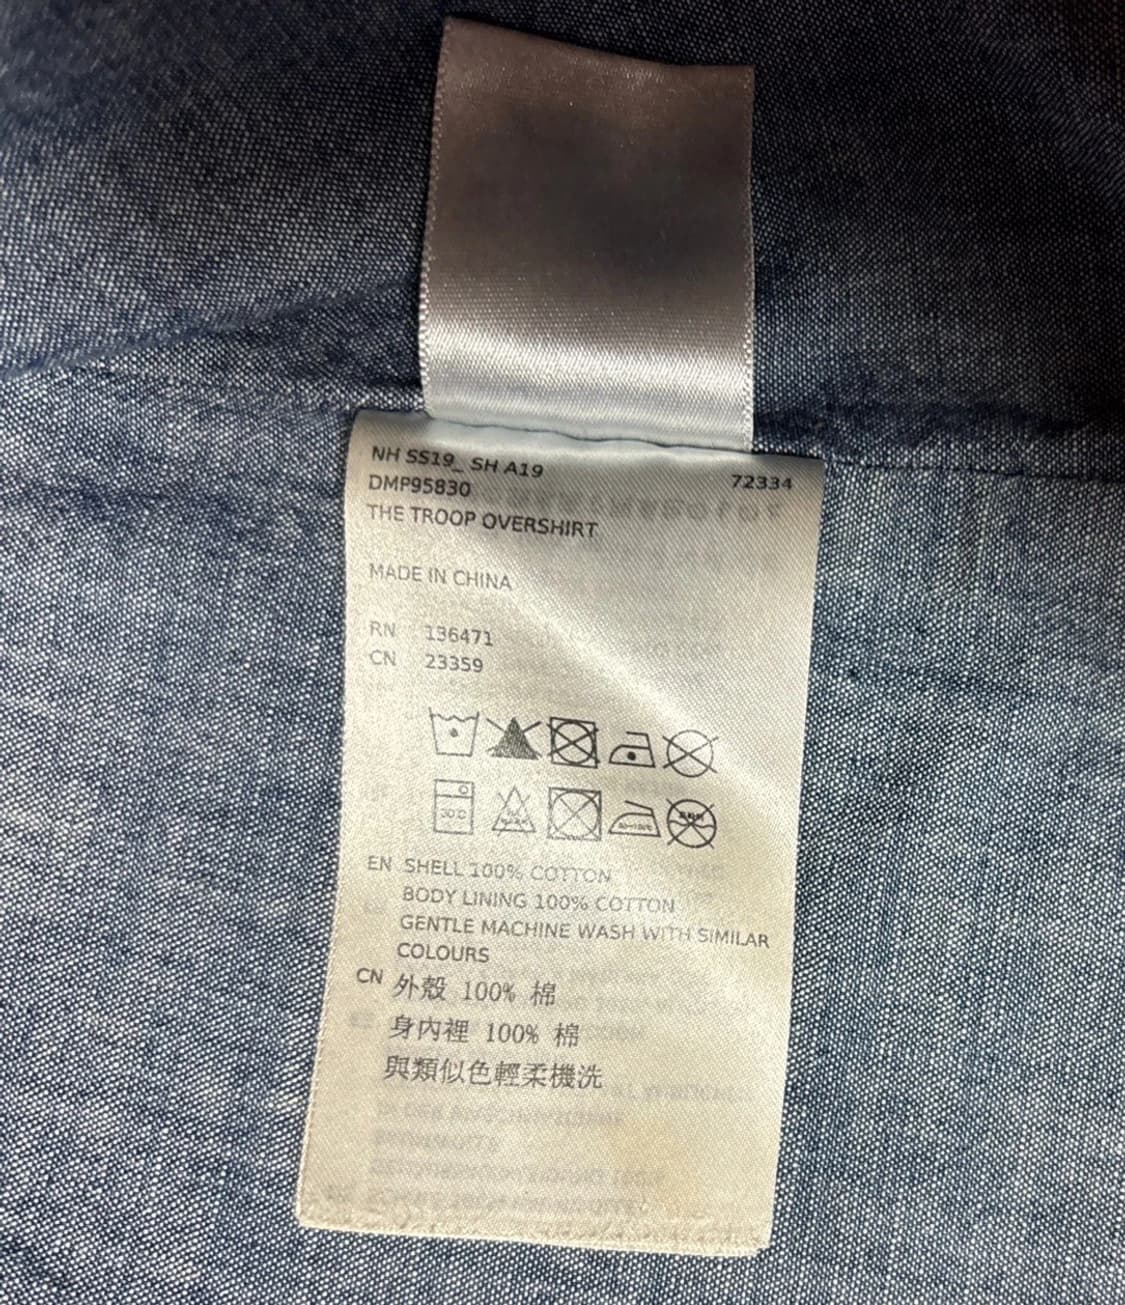 NH SS19_ SH A19 72334
DMP95830
THE TROOP OVERSHIRT
MADE IN CHINA
RN 136471
CN 23359
30°C
EN SHELL 100% COTTON
BODY LINING 100% COTTON
GENTLE MACHINE WASH WITH SIMILAR
COLOURS
CN 外殼 100% 棉
身內裡 100% 棉
與類似色輕柔機洗